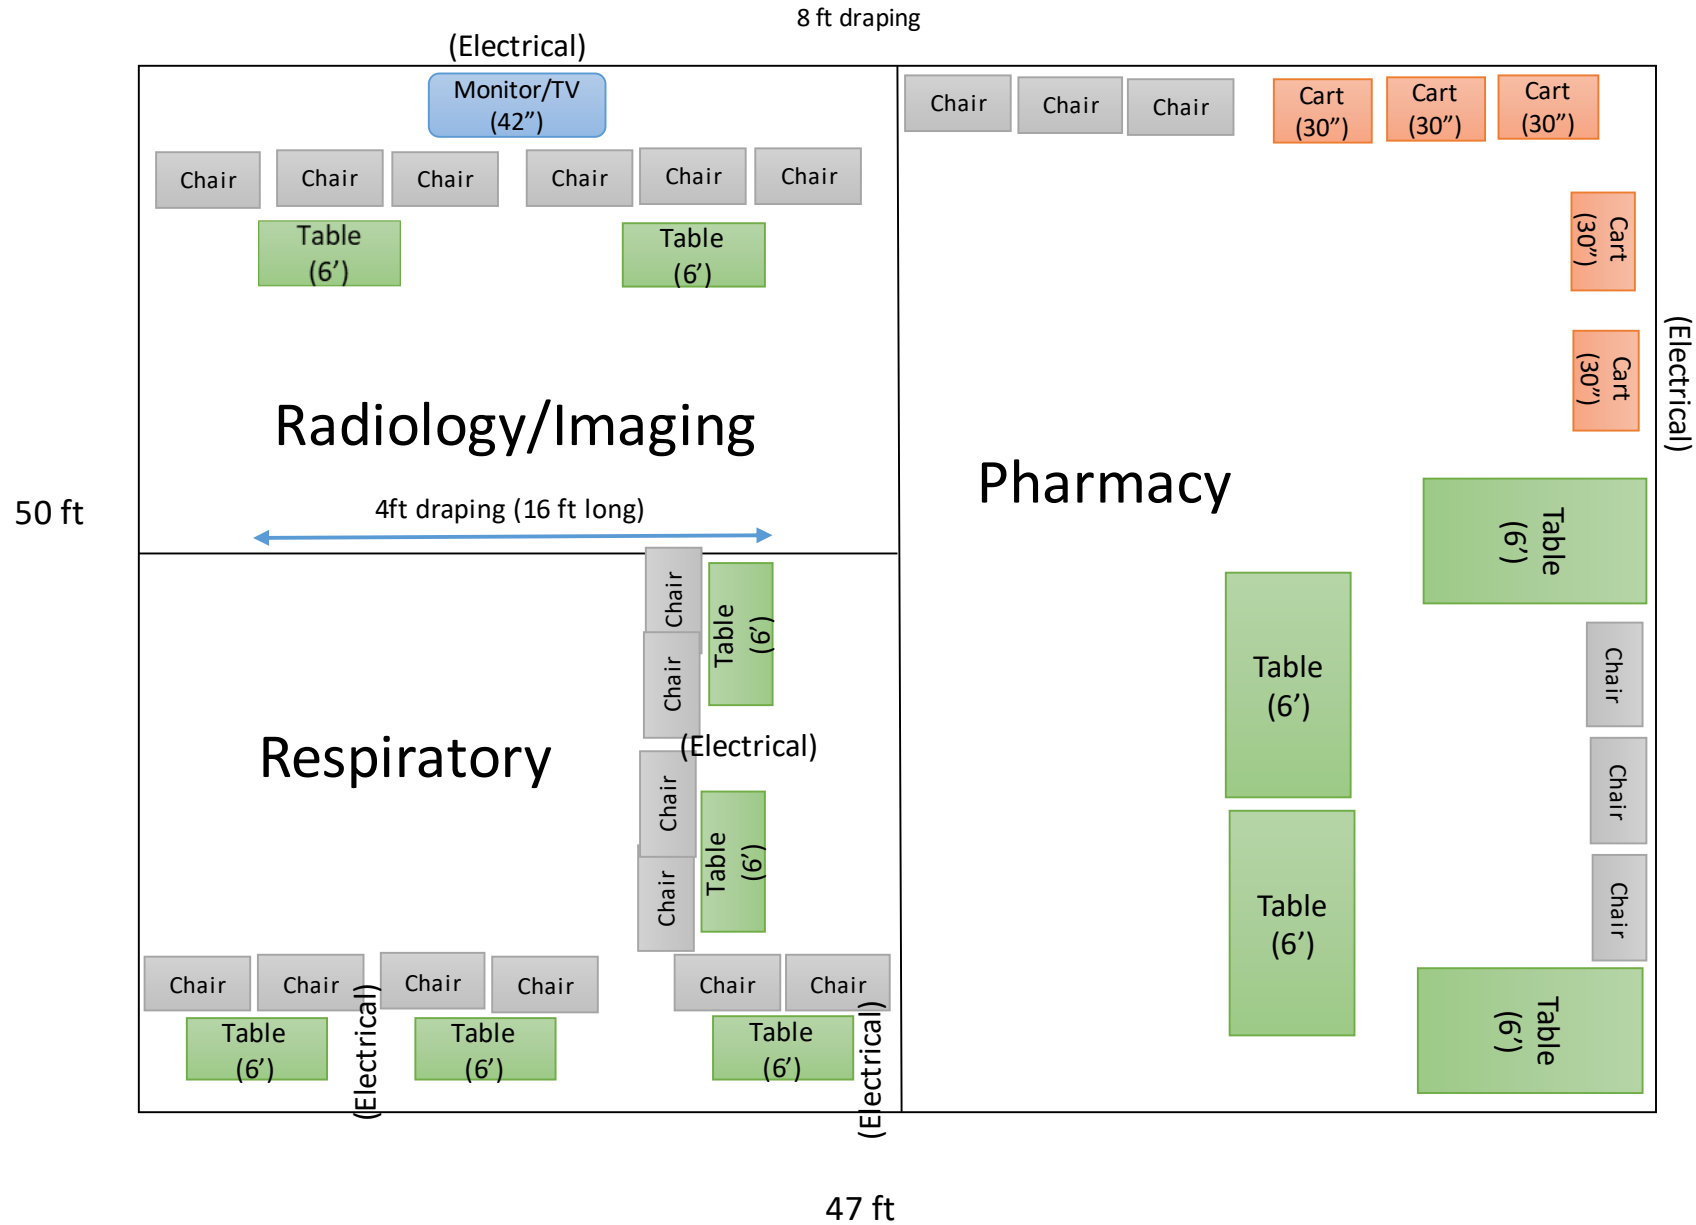 8 ft draping
(Electrical)
Monitor/TV
(42”)
Chair
Chair
Chair
Chair
Chair
Chair
Table
(6’)
Table
(6’)
Radiology/Imaging
4ft draping (16 ft long)
50 ft
Chair
Chair
Chair
Cart
(30”)
Cart
(30”)
Cart
(30”)
Cart
(30”)
Cart
(30”)
(Electrical)
Pharmacy
Table
(6’)
Table
(6’)
Table
(6’)
Chair
Chair
Chair
Table
(6’)
Chair
Table
(6’)
Chair
Respiratory
(Electrical)
Chair
Table
(6’)
Chair
Chair
Chair
Chair
Chair
Chair
Chair
Table
(6’)
(Electrical)
Table
(6’)
Table
(6’)
(Electrical)
47 ft